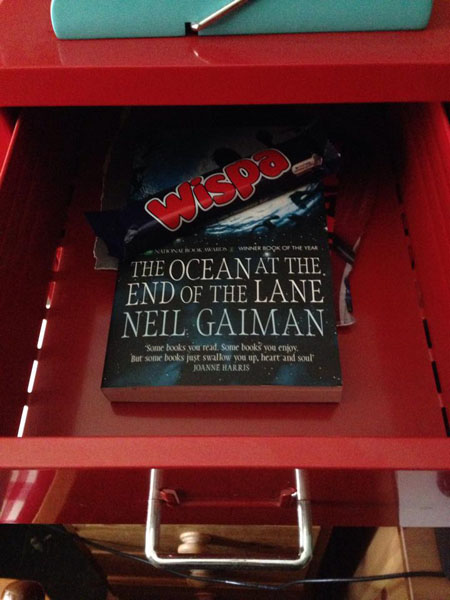 Wispa
NATIONAL BOOK AWARDS WINNER BOOK OF THE YEAR
THE OCEAN AT THE
END OF THE LANE
NEIL GAIMAN
'Some books you read. Some books you enjoy.
But some books just swallow you up, heart and soul'
JOANNE HARRIS